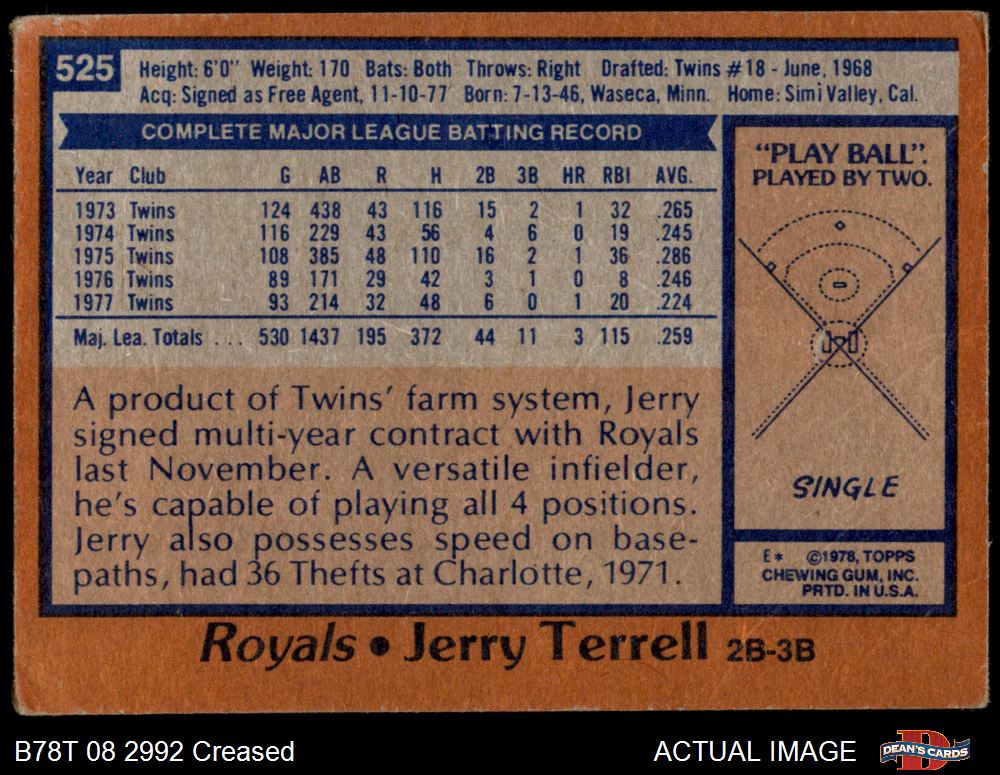 525
Height: 6'0" Weight: 170 Bats: Both Throws: Right Drafted: Twins #18 - June, 1968
Acq: Signed as Free Agent, 11-10-77 Born: 7-13-46, Waseca, Minn. Home: Simi Valley, Cal.
COMPLETE MAJOR LEAGUE BATTING RECORD
Year Club G AB R H 2B 3B HR RBI AVG.
1973 Twins 124 438 43 116 15 2 1 32 .265
1974 Twins 116 229 43 56 4 6 0 19 .245
1975 Twins 108 385 48 110 16 2 1 36 .286
1976 Twins 89 171 29 42 3 1 0 8 .246
1977 Twins 93 214 32 48 6 0 1 20 .224
Maj. Lea. Totals . . . 530 1437 195 372 44 11 3 115 .259
A product of Twins' farm system, Jerry
signed multi-year contract with Royals
last November. A versatile infielder,
he's capable of playing all 4 positions.
Jerry also possesses speed on base-
paths, had 36 Thefts at Charlotte, 1971.
"PLAY BALL".
PLAYED BY TWO.
SINGLE
E* ©1978, TOPPS
CHEWING GUM, INC.
PRTD. IN U.S.A.
Royals • Jerry Terrell 2B-3B
B78T 08 2992 Creased
ACTUAL IMAGE
D
DEAN'S CARDS